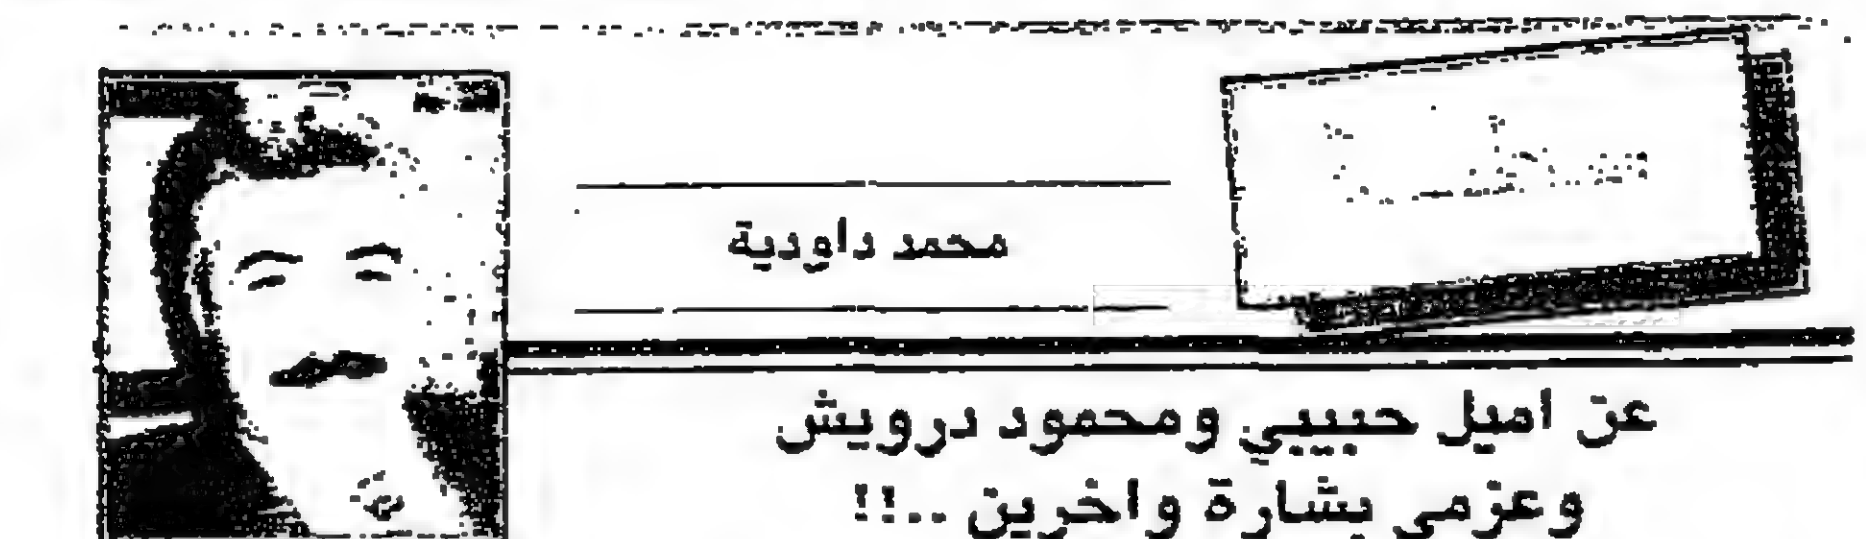 محمد داودية
عن اميل حبيبي ومحمود درويش
وعزمي بشارة واخرين ..!!